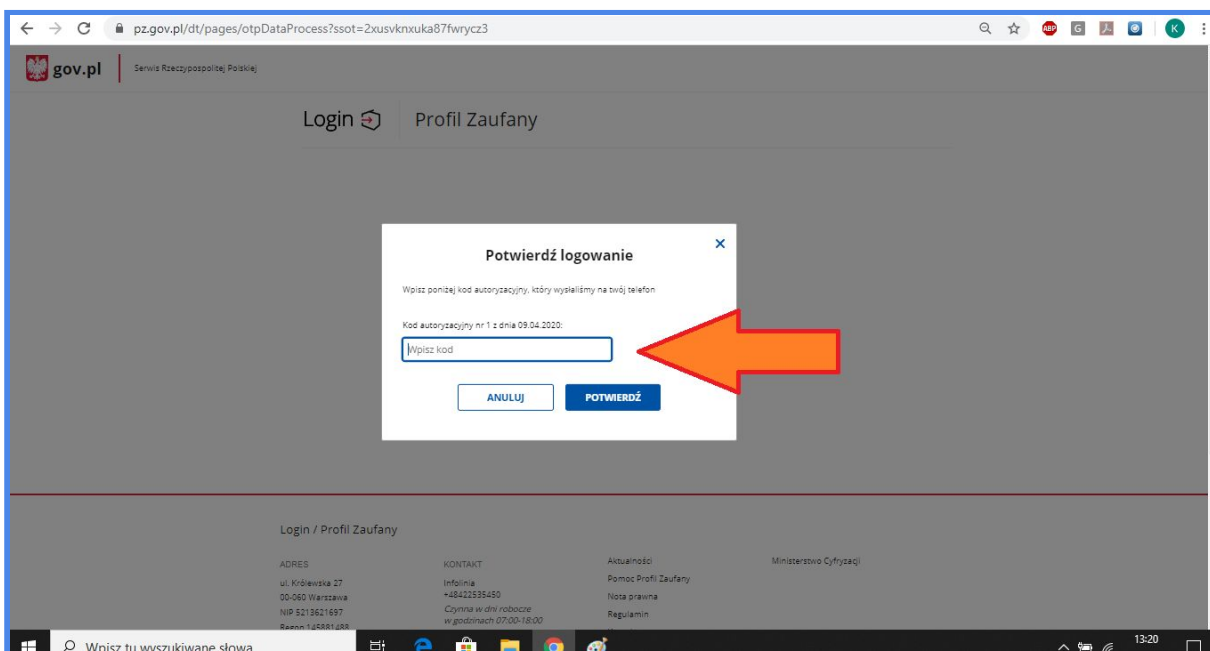 pz.gov.pl/dt/pages/otpDataProcess?ssot=2xusvknxuka87fwrycz3
ABP
G
K
gov.pl
Serwis Rzeczypospolitej Polskiej
Login
Profil Zaufany
Potwierdź logowanie
Wpisz poniżej kod autoryzacyjny, który wysłaliśmy na twój telefon
Kod autoryzacyjny nr 1 z dnia 09.04.2020:
Wpisz kod
ANULUJ
POTWIERDŹ
Login / Profil Zaufany
ADRES
ul. Królewska 27
00-060 Warszawa
NIP 5213621697
Regon 145881488
KONTAKT
Infolinia
+48422535450
Czynna w dni robocze
w godzinach 07:00-18:00
Aktualności
Pomoc Profil Zaufany
Nota prawna
Regulamin
Ministerstwo Cyfryzacji
Wpisz tu wyszukiwane słowa
13:20